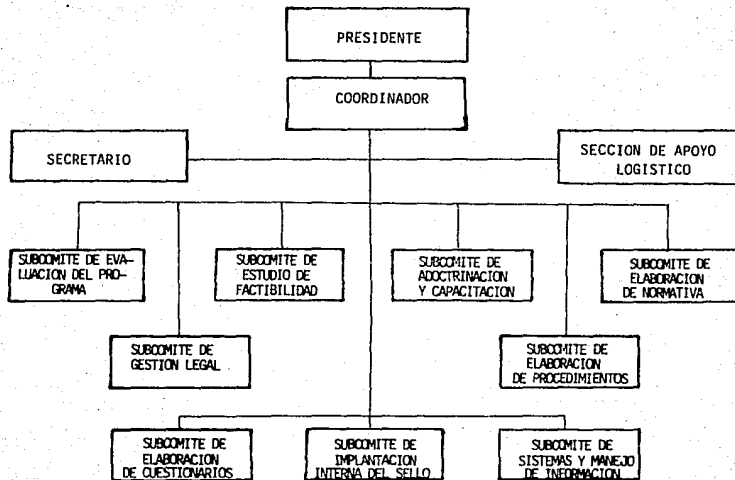 PRESIDENTE
COORDINADOR
SECRETARIO
SECCION DE APOYO
LOGISTICO
SUBCOMITE DE EVA-
LUACION DEL PRO-
GRAMA
SUBCOMITE DE
ESTUDIO DE
FACTIBILIDAD
SUBCOMITE DE
ADOCTRINACION
Y CAPACITACION
SUBCOMITE DE
ELABORACION
DE NORMATIVA
SUBCOMITE DE
GESTION LEGAL
SUBCOMITE DE
ELABORACION
DE PROCEDIMIENTOS
SUBCOMITE DE
ELABORACION
DE CUESTIONARIOS
SUBCOMITE DE
IMPLANTACION
INTERNA DEL SELLO
SUBCOMITE DE
SISTEMAS Y MANEJO
DE INFORMACION